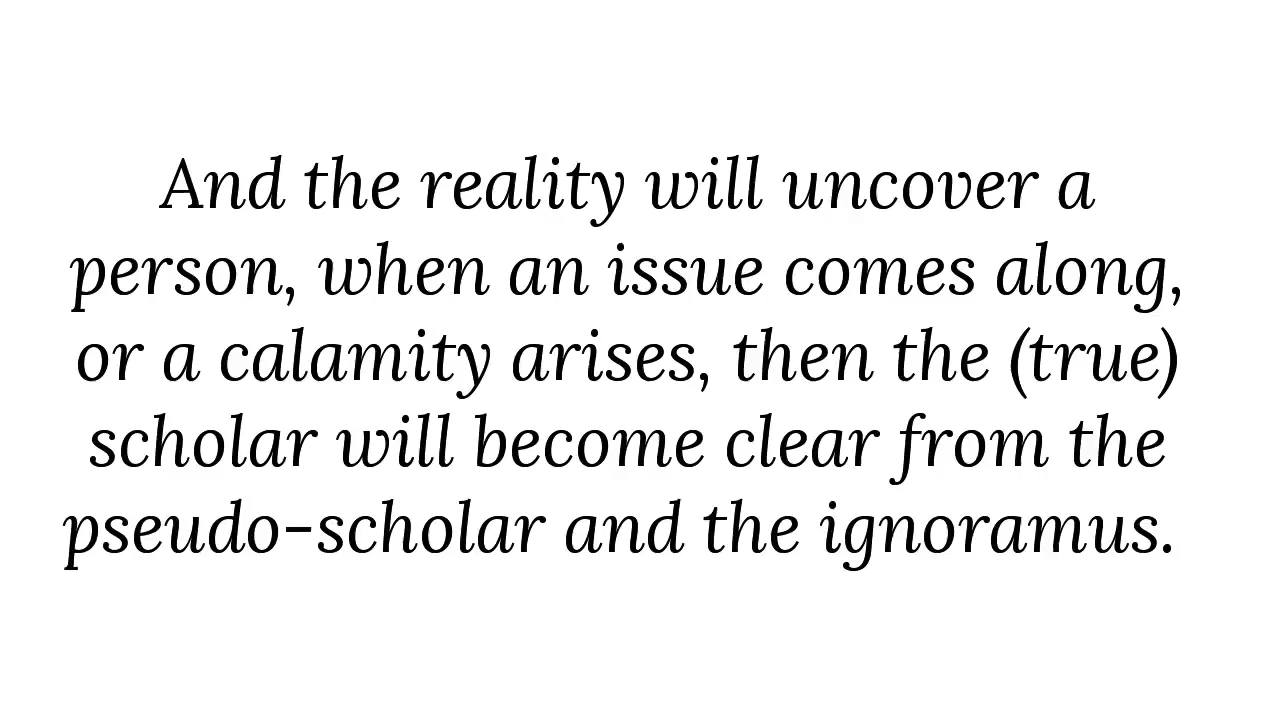 And the reality will uncover a
person, when an issue comes along,
or a calamity arises, then the (true)
scholar will become clear from the
pseudo-scholar and the ignoramus.